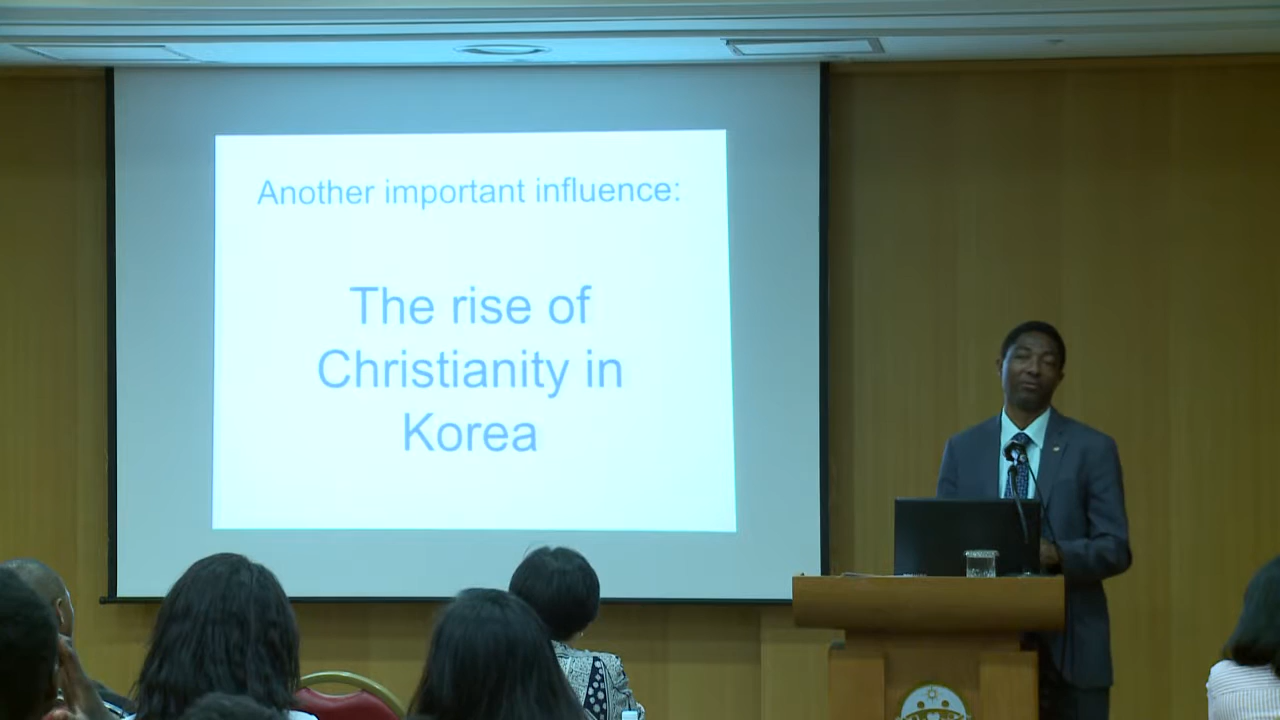 Another important influence:
The rise of
Christianity in
Korea